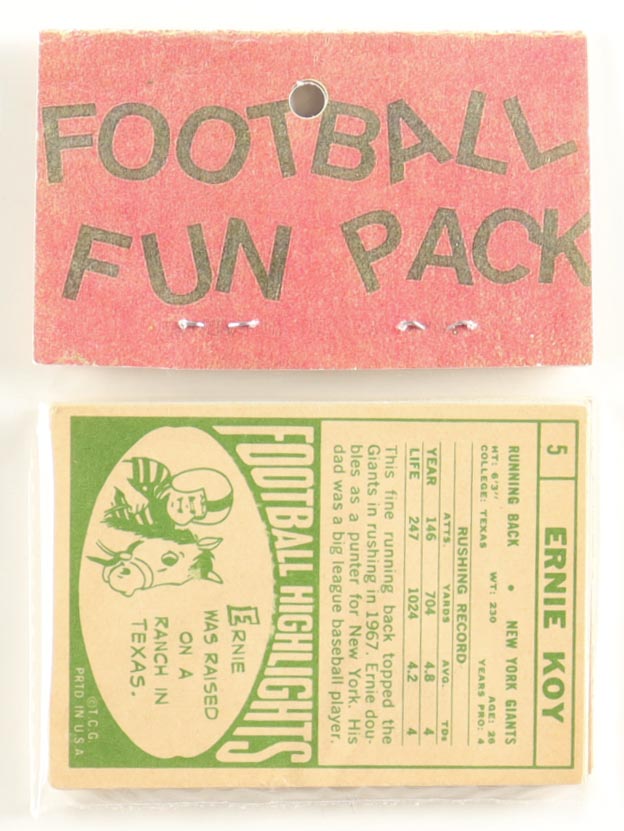 FOOTBALL
FUN PACK
5 ERNIE KOY
RUNNING BACK • NEW YORK GIANTS
HT: 6'3" WT: 230 AGE: 26
COLLEGE: TEXAS YEARS PRO: 4
RUSHING RECORD
ATTS. YARDS AVG. TDs
YEAR 146 704 4.8 4
LIFE 247 1024 4.2 4
This fine running back topped the
Giants in rushing in 1967. Ernie dou-
bles as a punter for New York. His
dad was a big league baseball player.
FOOTBALL HIGHLIGHTS
ERNIE
WAS RAISED
ON A
RANCH IN
TEXAS.
©T.C.G.
PRTD IN U.S.A